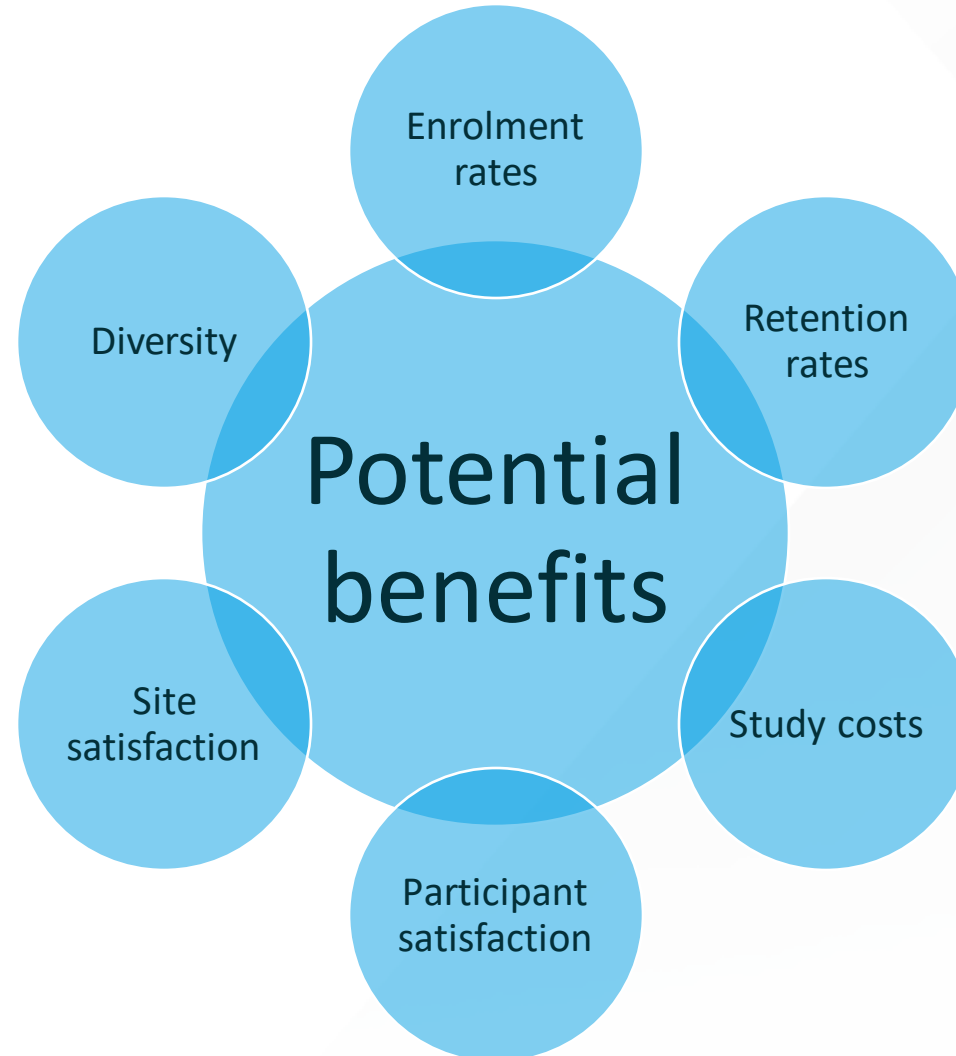 Enrolment
rates
Retention
rates
Diversity
Potential
benefits
Site
satisfaction
Study costs
Participant
satisfaction